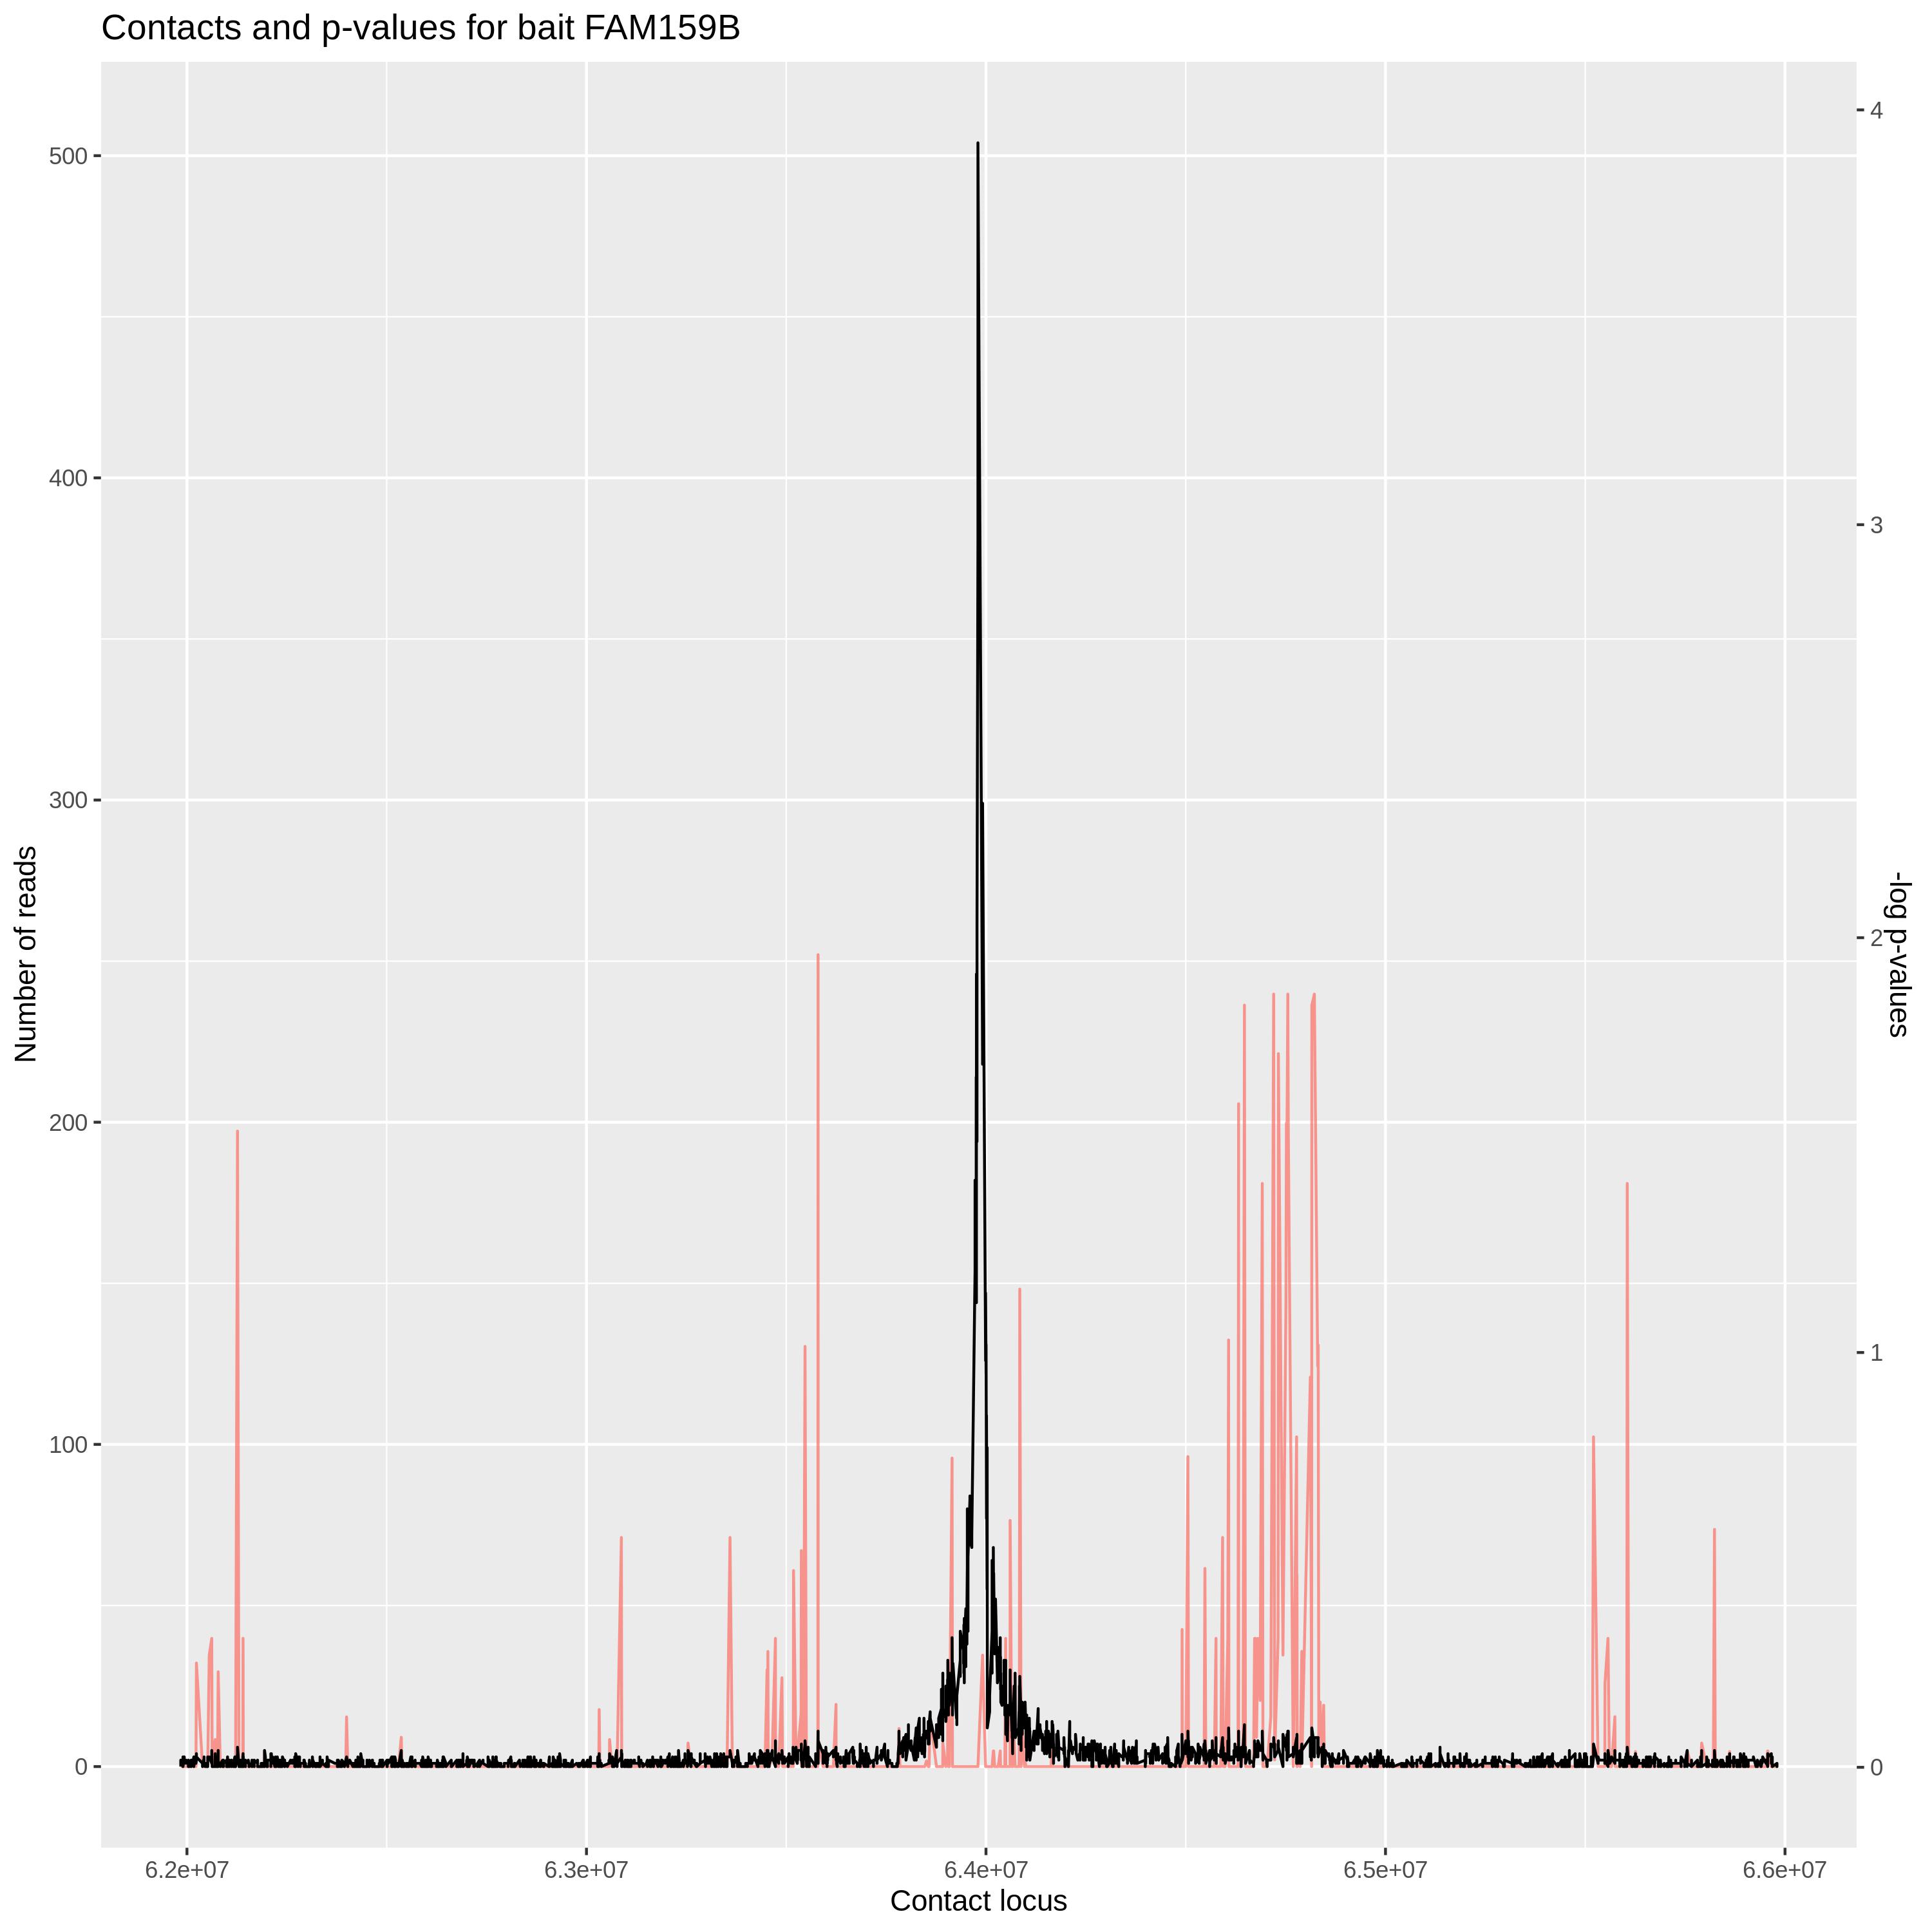 Contacts and p-values for bait FAM159B
4
500
400
3
300
2
200
1
100
0
0
Number of reads
-log p-values
6.2e+07 6.3e+07 6.4e+07 6.5e+07 6.6e+07
Contact locus